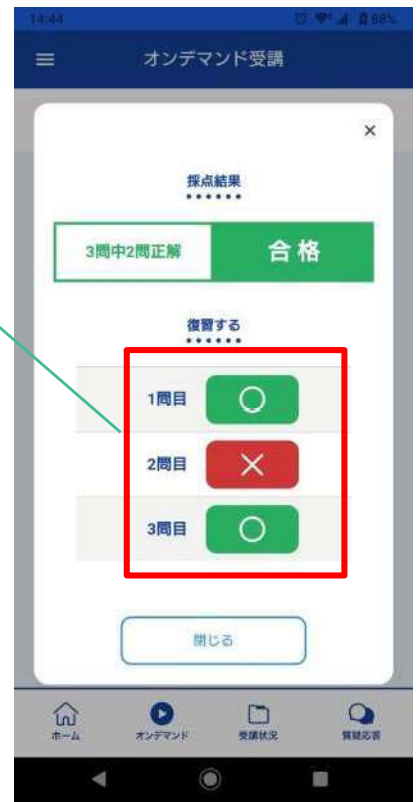 14:44 88%
オンデマンド受講
×
採点結果
3問中2問正解 合格
復習する
1問目 ○
2問目 ×
3問目 ○
閉じる
ホーム オンデマンド 受講状況 質疑応答